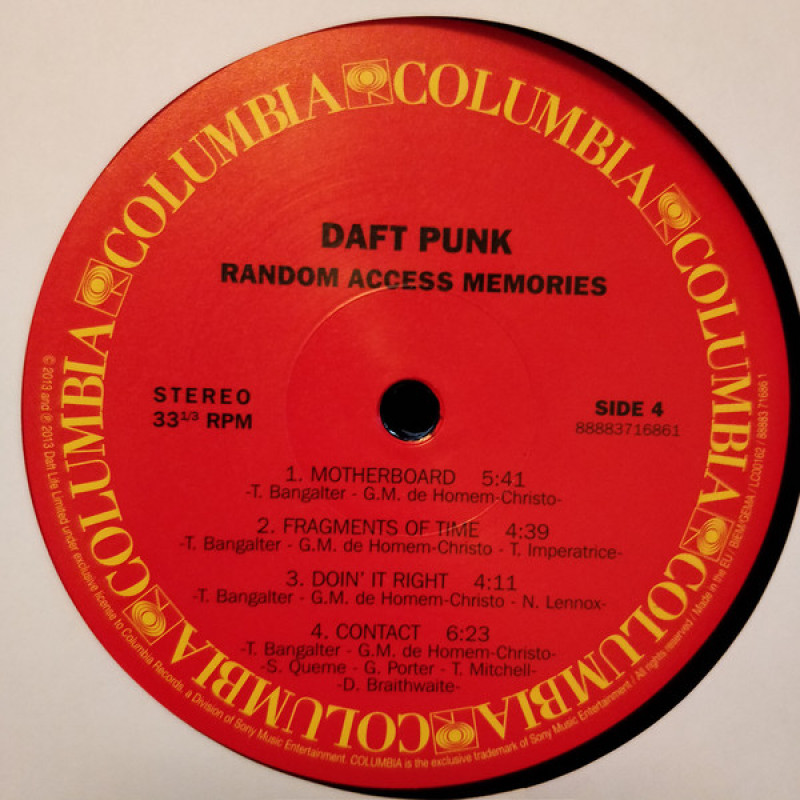 COLUMBIA COLUMBIA COLUMBIA COLUMBIA COLUMBIA COLUMBIA COLUMBIA
DAFT PUNK
RANDOM ACCESS MEMORIES
STEREO
33 1/3 RPM
SIDE 4
88883716861
1. MOTHERBOARD 5:41
-T. Bangalter - G.M. de Homem-Christo-
2. FRAGMENTS OF TIME 4:39
-T. Bangalter - G.M. de Homem-Christo - T. Imperatrice-
3. DOIN' IT RIGHT 4:11
-T. Bangalter - G.M. de Homem-Christo - N. Lennox-
4. CONTACT 6:23
-T. Bangalter - G.M. de Homem-Christo-
-S. Queme - G. Porter - T. Mitchell-
-D. Braithwaite-
© 2013 and ℗ 2013 Daft Life Limited under exclusive license to Columbia Records, a Division of Sony Music Entertainment. COLUMBIA is the exclusive trademark of Sony Music Entertainment / All rights reserved / Made in the EU / BIEM/GEMA / LC00162 / 88883 71686 1